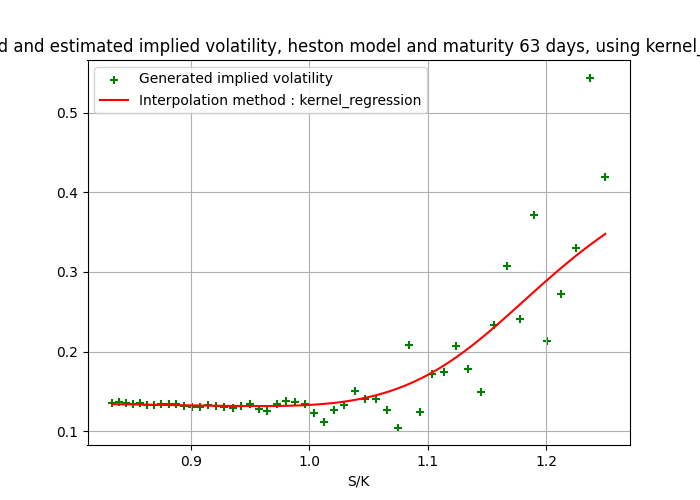 d and estimated implied volatility, heston model and maturity 63 days, using kernel_
Generated implied volatility
Interpolation method : kernel_regression
0.5
0.4
0.3
0.2
0.1
0.9 1.0 1.1 1.2
S/K